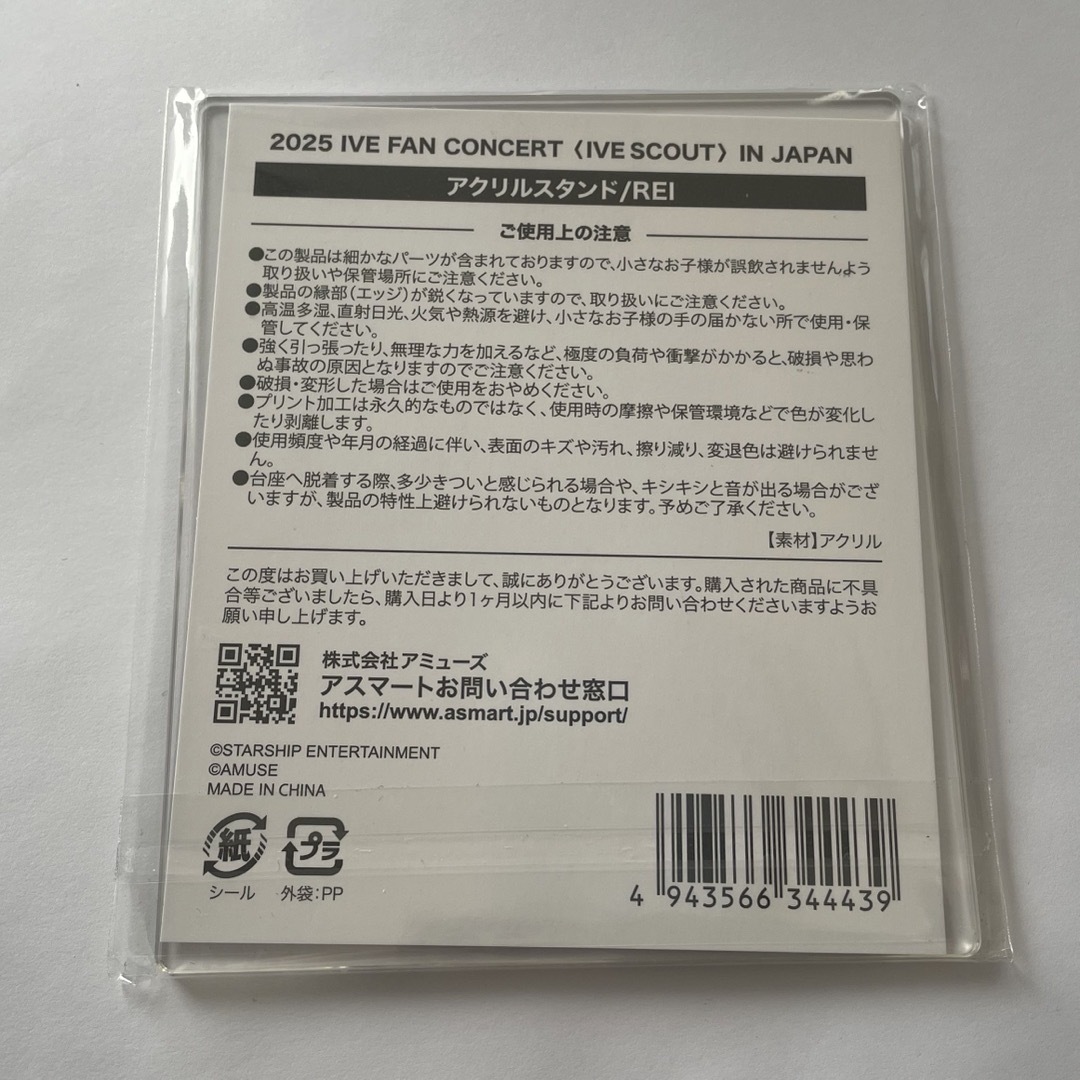 2025 IVE FAN CONCERT〈IVE SCOUT〉IN JAPAN
アクリルスタンド/REI
ご使用上の注意
●この製品は細かなパーツが含まれておりますので、小さなお子様が誤飲されませんよう
取り扱いや保管場所にご注意ください。
●製品の縁部（エッジ）が鋭くなっていますので、取り扱いにご注意ください。
●高温多湿、直射日光、火気や熱源を避け、小さなお子様の手の届かない所で使用・保
管してください。
●強く引っ張ったり、無理な力を加えるなど、極度の負荷や衝撃がかかると、破損や思わ
ぬ事故の原因となりますのでご注意ください。
●破損・変形した場合はご使用をおやめください。
●プリント加工は永久的なものではなく、使用時の摩擦や保管環境などで色が変化し
たり剥離します。
●使用頻度や年月の経過に伴い、表面のキズや汚れ、擦り減り、変退色は避けられませ
ん。
●台座へ脱着する際、多少きついと感じられる場合や、キシキシと音が出る場合がござ
いますが、製品の特性上避けられないものとなります。予めご了承ください。
【素材】アクリル
この度はお買い上げいただきまして、誠にありがとうございます。購入された商品に不具
合等ございましたら、購入日より1ヶ月以内に下記よりお問い合わせくださいますようお
願い申し上げます。
株式会社アミューズ
アスマートお問い合わせ窓口
https://www.asmart.jp/support/
©STARSHIP ENTERTAINMENT
©AMUSE
MADE IN CHINA
紙
プラ
シール
外袋：PP
4 943566 344439